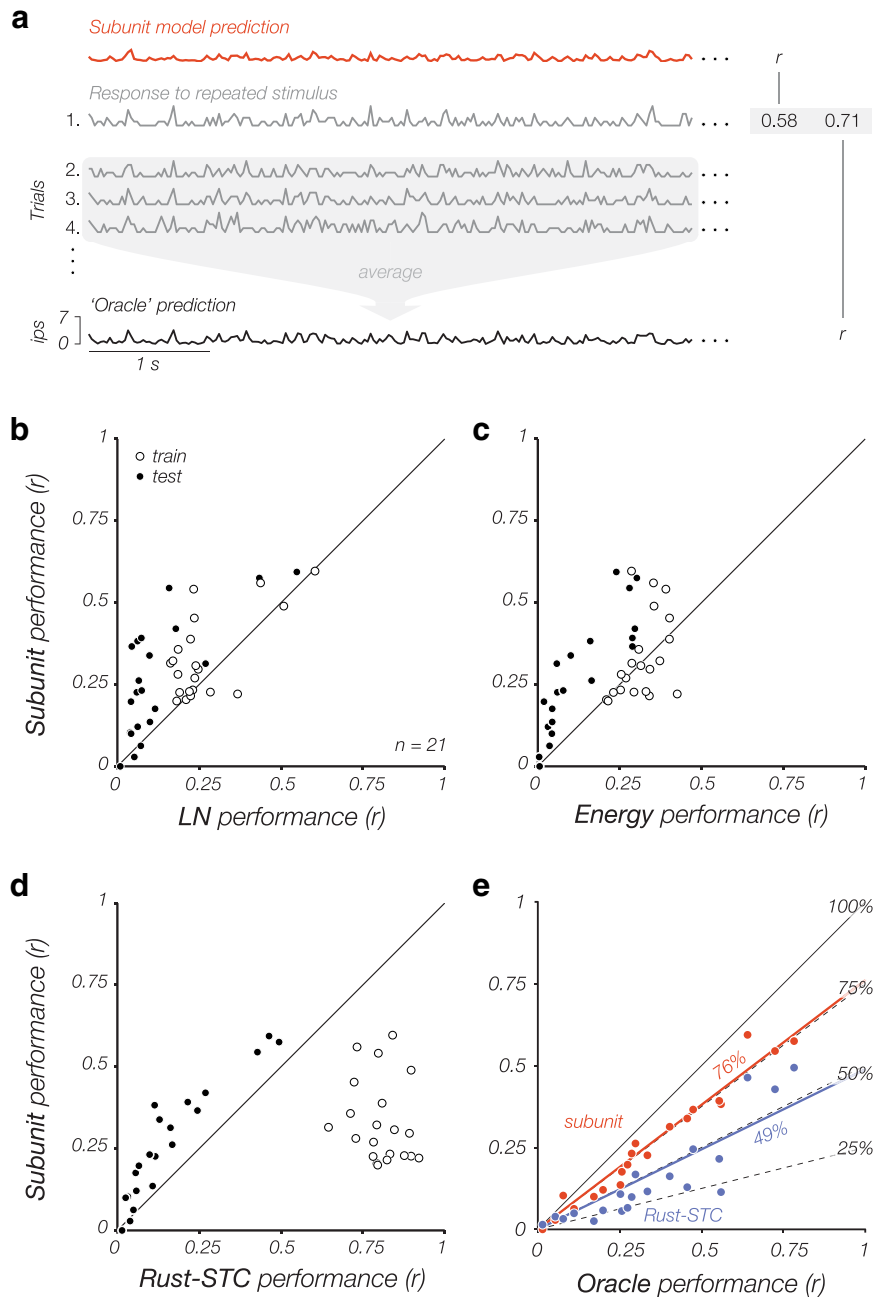 a
Subunit model prediction
r
Response to repeated stimulus
1.
0.58 0.71
Trials
2.
3.
4.
average
'Oracle' prediction
ips
7
0
r
1 s
b
Subunit performance (r)
1
0.75
0.5
0.25
0
train
test
n = 21
0
0.25
0.5
0.75
1
LN performance (r)
c
1
0.75
0.5
0.25
0
0
0.25
0.5
0.75
1
Energy performance (r)
d
Subunit performance (r)
1
0.75
0.5
0.25
0
0
0.25
0.5
0.75
1
Rust-STC performance (r)
e
1
0.75
0.5
0.25
0
100%
75%
50%
25%
76%
subunit
49%
Rust-STC
0
0.25
0.5
0.75
1
Oracle performance (r)